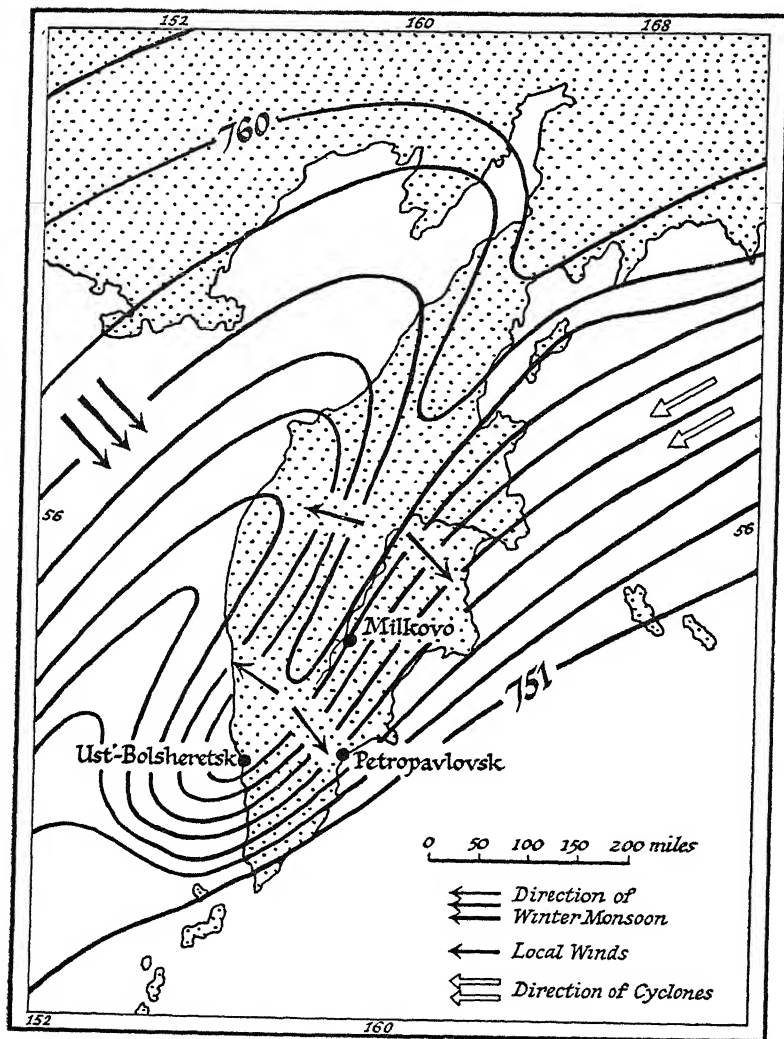 152 160 168
760
56 56
Milkovo
751
Ust'-Bolsheretsk Petropavlovsk
0 50 100 150 200 miles
Direction of
Winter Monsoon
Local Winds
Direction of Cyclones
152 160